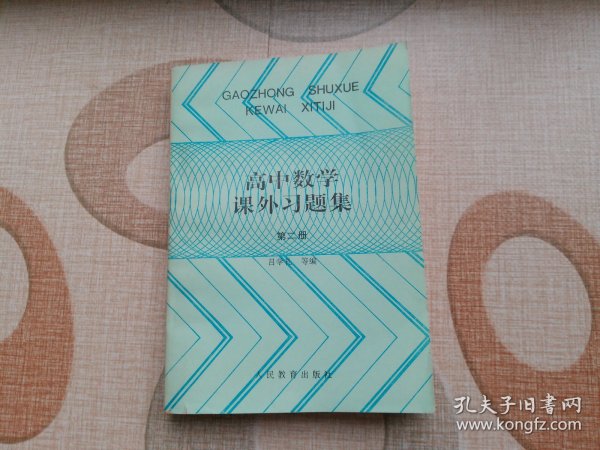 GAOZHONG SHUXUE
KEWAI XITIJI
高中数学
课外习题集
第二册
吕学礼 等编
人民教育出版社
孔夫子旧书网
www.kongfz.com